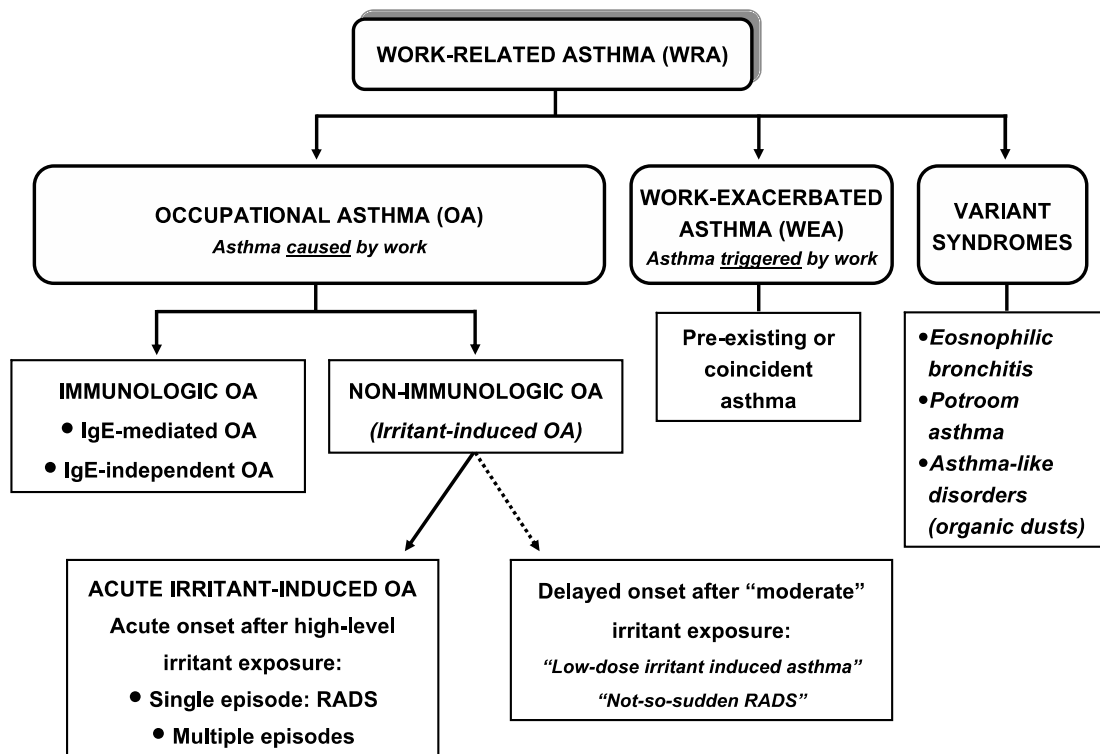 WORK-RELATED ASTHMA (WRA)
OCCUPATIONAL ASTHMA (OA)
Asthma caused by work
WORK-EXACERBATED
ASTHMA (WEA)
Asthma triggered by work
VARIANT
SYNDROMES
IMMUNOLOGIC OA
• IgE-mediated OA
• IgE-independent OA
NON-IMMUNOLOGIC OA
(Irritant-induced OA)
Pre-existing or
coincident
asthma
•Eosnophilic
bronchitis
•Potroom
asthma
•Asthma-like
disorders
(organic dusts)
ACUTE IRRITANT-INDUCED OA
Acute onset after high-level
irritant exposure:
• Single episode: RADS
• Multiple episodes
Delayed onset after “moderate”
irritant exposure:
“Low-dose irritant induced asthma”
“Not-so-sudden RADS”